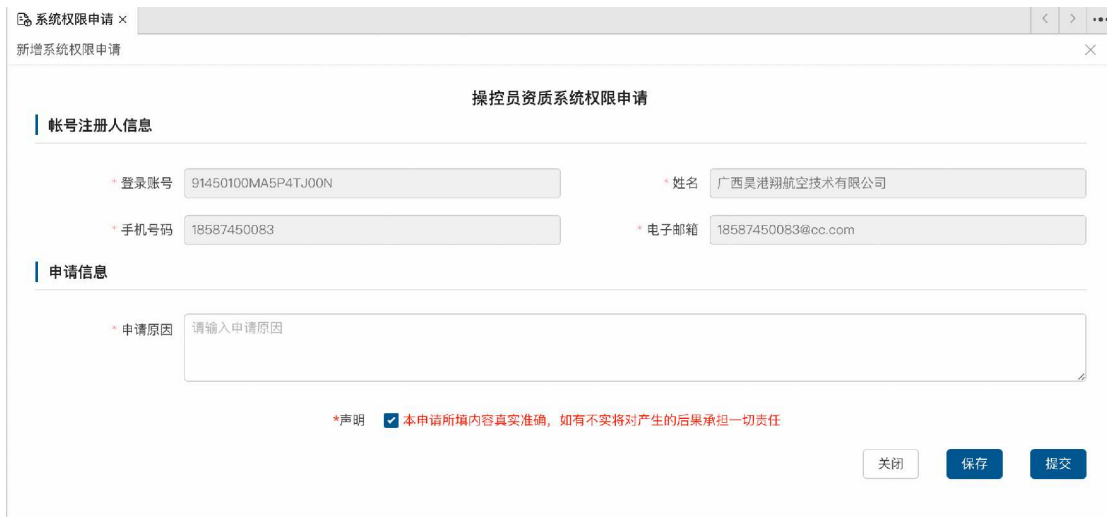 系统权限申请 ×
新增系统权限申请
操控员资质系统权限申请
帐号注册人信息
* 登录账号 91450100MA5P4TJ00N * 姓名 广西昊港翔航空技术有限公司
* 手机号码 18587450083 * 电子邮箱 18587450083@cc.com
申请信息
* 申请原因 请输入申请原因
*声明 本申请所填内容真实准确，如有不实将对产生的后果承担一切责任
关闭 保存 提交